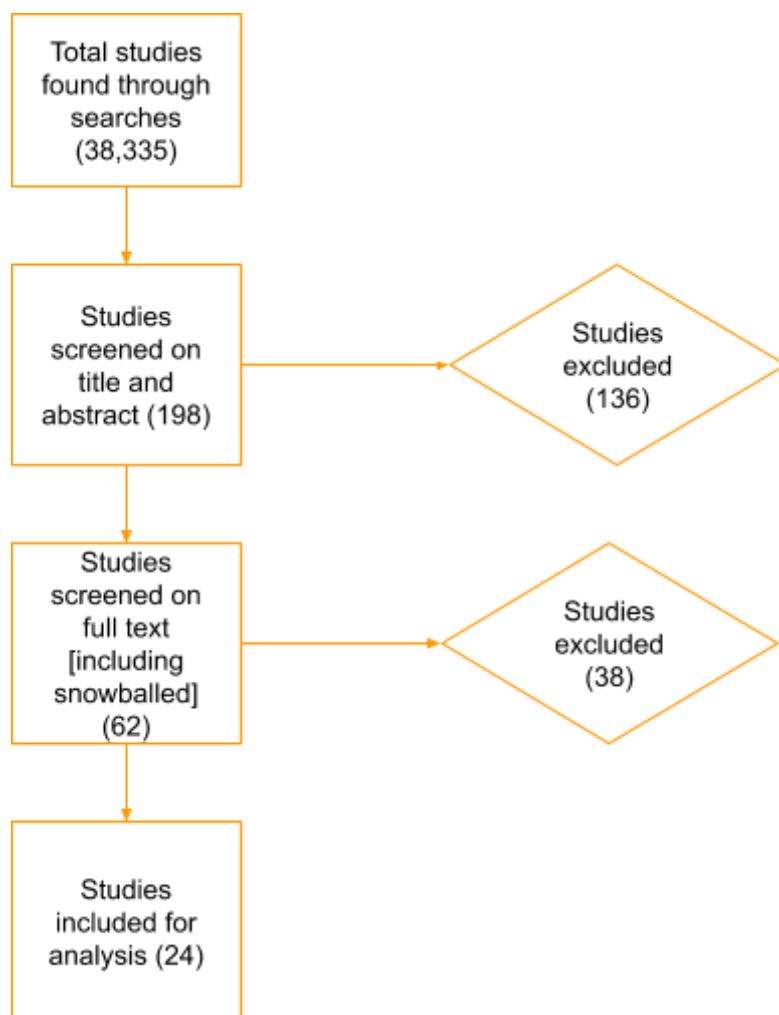 Total studies
found through
searches
(38,335)
Studies
screened on
title and
abstract (198)
Studies
excluded
(136)
Studies
screened on
full text
[including
snowballed]
(62)
Studies
excluded
(38)
Studies
included for
analysis (24)